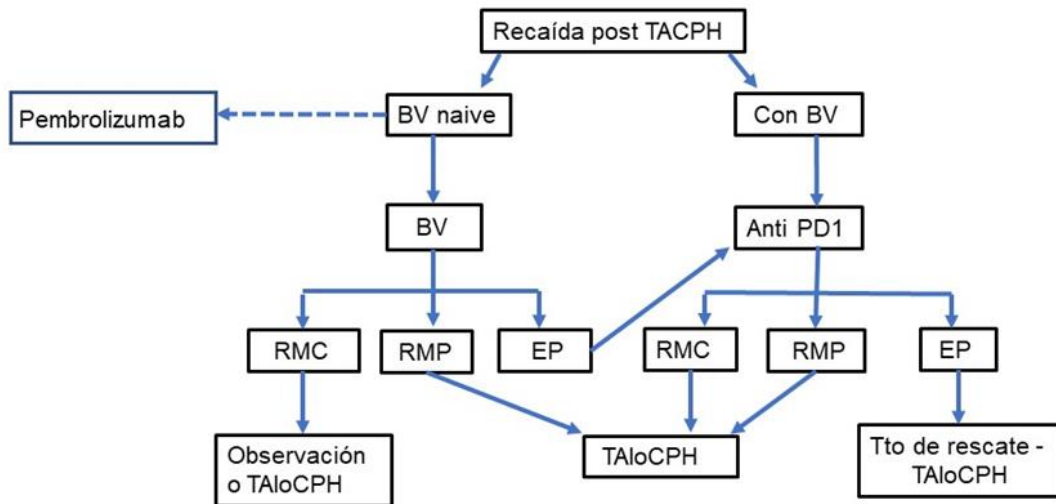 Recaída post TACPH
Pembrolizumab
BV naive
Con BV
BV
Anti PD1
RMC
RMP
EP
RMC
RMP
EP
Observación
o TAloCPH
TAloCPH
Tto de rescate -
TAloCPH